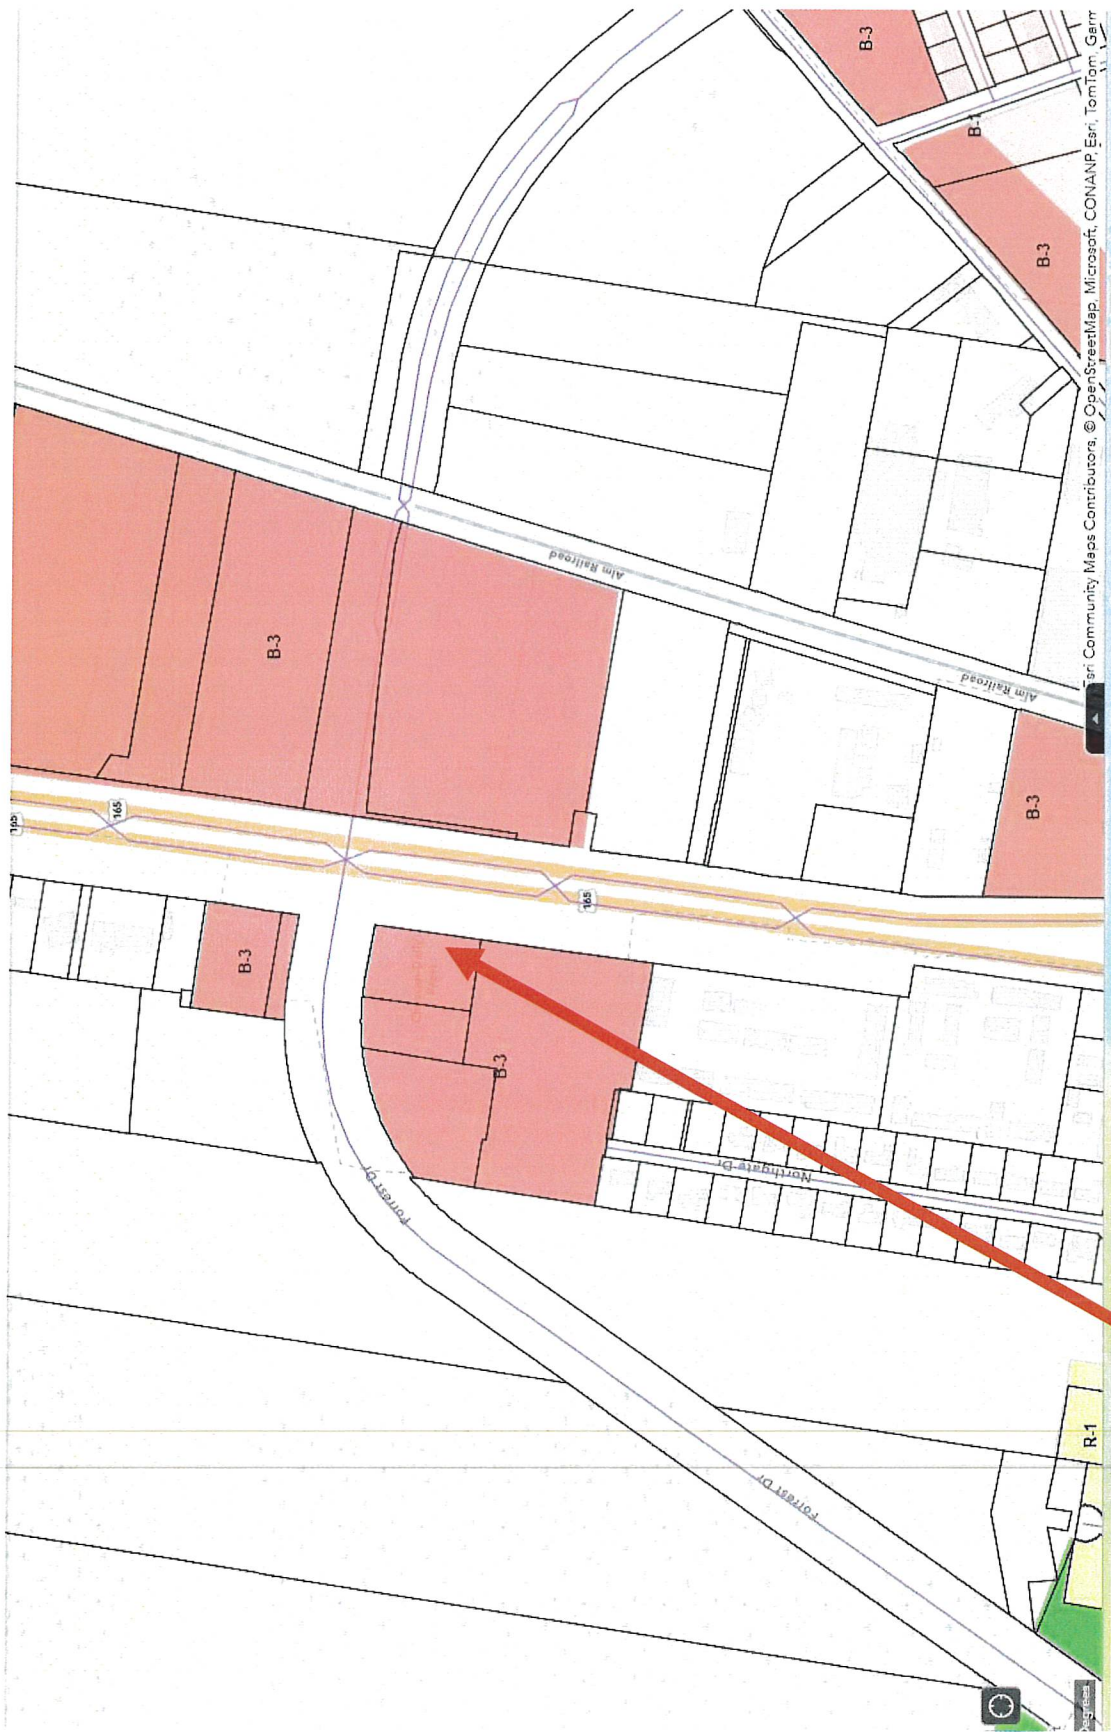 B-3
B-1
B-3
Esri Community Maps Contributors, © OpenStreetMap, Microsoft, CONANP, Esri, TomTom, Garm
Alm Railroad
Alm Railroad
B-3
B-3
165
165
165
B-3
B-3
Northgate Dr
Forrest Dr
Forrest Dr
R-1
Degrees